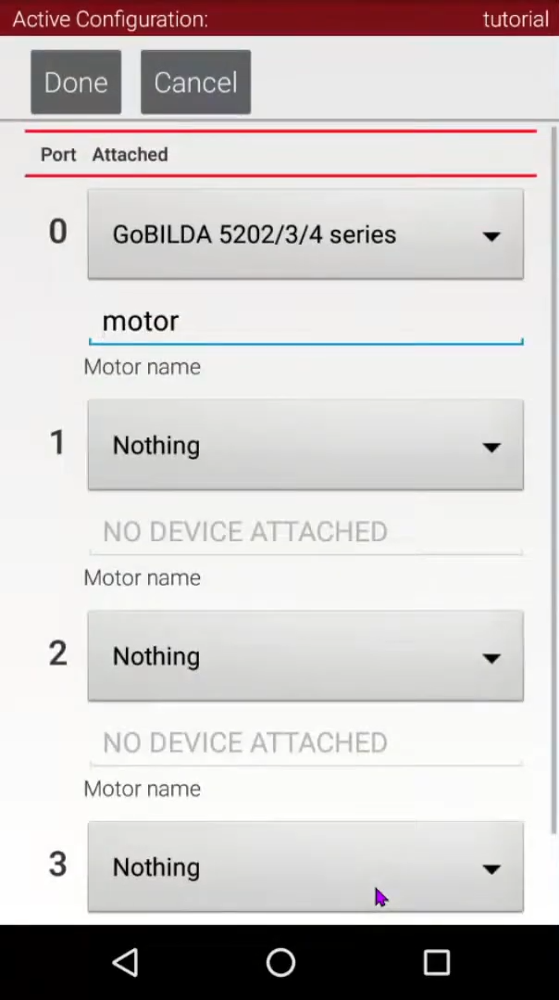 Active Configuration: tutorial
Done Cancel
Port Attached
0 GoBILDA 5202/3/4 series
motor
Motor name
1 Nothing
NO DEVICE ATTACHED
Motor name
2 Nothing
NO DEVICE ATTACHED
Motor name
3 Nothing